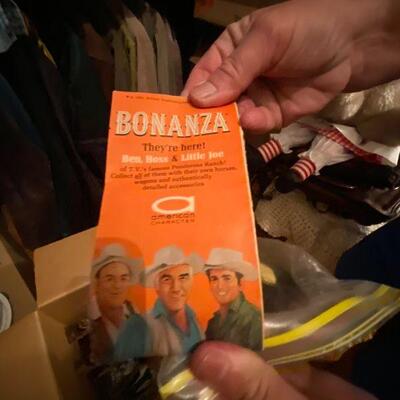 BONANZA
They're here!
Ben, Hoss & Little Joe
of T.V.'s famous Ponderosa Ranch!
Collect all of them with their own horses,
wagons and authentically
detailed accessories
a
american
CHARACTER